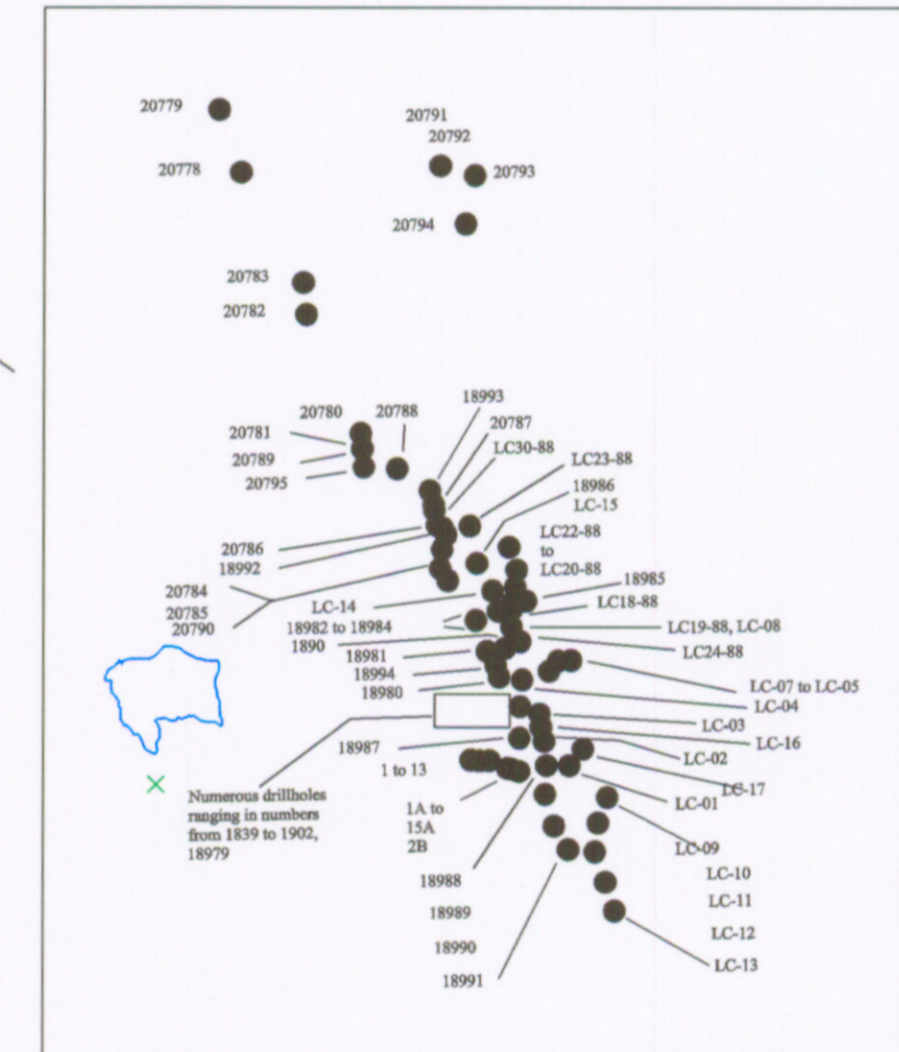 20779
20791
20792
20778
20793
20794
20783
20782
18993
20780
20788
20787
20781
LC30-88
20789
LC23-88
20795
18986
LC-15
LC22-88
to
LC20-88
20786
18992
18985
20784
LC-14
LC18-88
20785
18982 to 18984
LC19-88, LC-08
20790
1890
LC24-88
18981
18994
18980
LC-07 to LC-05
LC-04
LC-03
LC-16
18987
LC-02
1 to 13
LC-17
Numerous drillholes
ranging in numbers
from 1839 to 1902,
18979
LC-01
1A to
15A
2B
LC-09
18988
LC-10
LC-11
18989
LC-12
18990
LC-13
18991